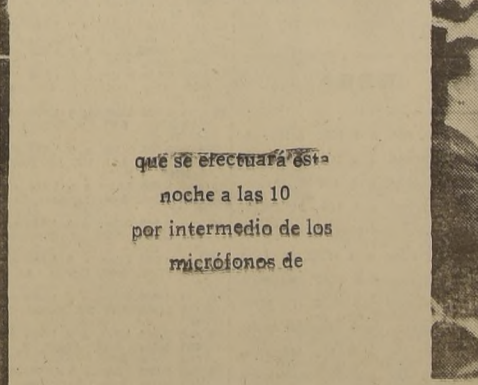 que se efectuará esta
noche a las 10
por intermedio de los
micrófonos de